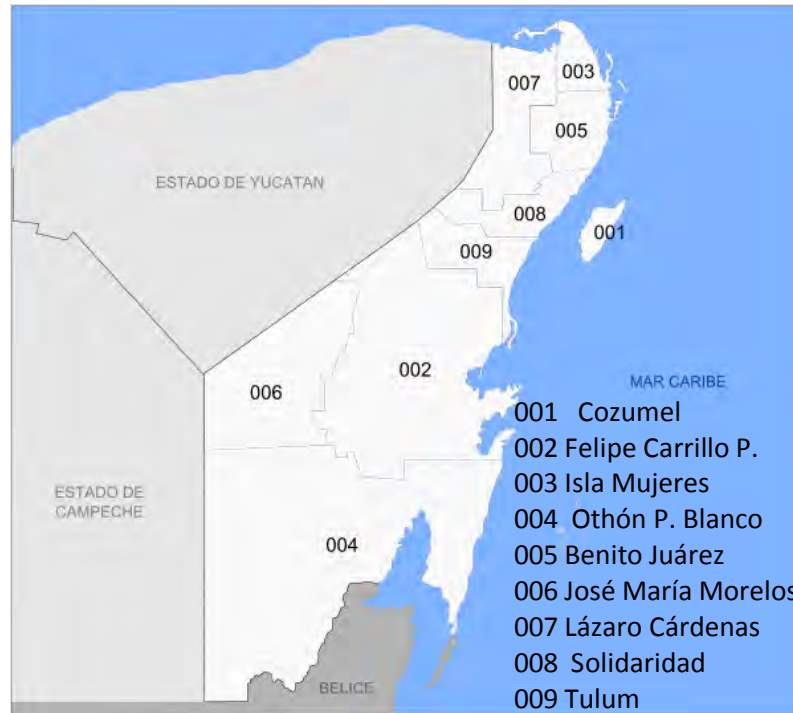 007
003
005
ESTADO DE YUCATAN
008
001
009
002
006
MAR CARIBE
001 Cozumel
002 Felipe Carrillo P.
003 Isla Mujeres
ESTADO DE
CAMPECHE
004 Othón P. Blanco
004
005 Benito Juárez
006 José María Morelos
007 Lázaro Cárdenas
008 Solidaridad
BELICE
009 Tulum